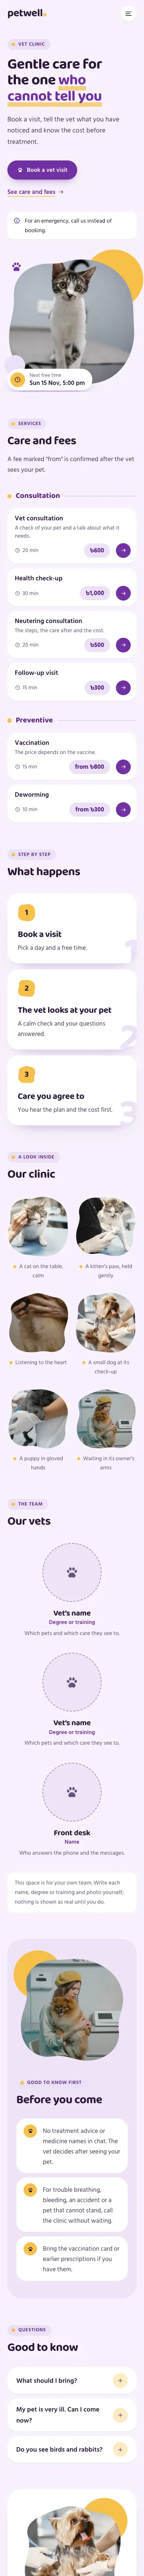 petwell
VET CLINIC
Gentle care for
the one who
cannot tell you
Book a visit, tell the vet what you have
noticed and know the cost before
treatment.
Book a vet visit
See care and fees →
For an emergency, call us instead of
booking.
Next free time
Sun 15 Nov, 5:00 pm
SERVICES
Care and fees
A fee marked "from" is confirmed after the vet
sees your pet.
Consultation
Vet consultation
A check of your pet and a talk about what it
needs.
20 min
৳600
Health check-up
30 min
৳1,000
Neutering consultation
The steps, the care after and the cost.
20 min
৳500
Follow-up visit
15 min
৳300
Preventive
Vaccination
The price depends on the vaccine.
15 min
from ৳800
Deworming
10 min
from ৳300
STEP BY STEP
What happens
1
Book a visit
Pick a day and a free time.
1
2
The vet looks at your pet
A calm check and your questions
answered.
2
3
Care you agree to
You hear the plan and the cost first.
3
A LOOK INSIDE
Our clinic
A cat on the table,
calm
A kitten's paw, held
gently
Listening to the heart
A small dog at its
check-up
A puppy in gloved
hands
Waiting in its owner's
arms
THE TEAM
Our vets
Vet's name
Degree or training
Which pets and which care they see to.
Vet's name
Degree or training
Which pets and which care they see to.
Front desk
Name
Who answers the phone and the messages.
This space is for your own team. Write each
name, degree or training and photo yourself;
nothing is shown as real until you do.
GOOD TO KNOW FIRST
Before you come
No treatment advice or
medicine names in chat. The
vet decides after seeing your
pet.
For trouble breathing,
bleeding, an accident or a
pet that cannot stand, call
the clinic without waiting.
Bring the vaccination card or
earlier prescriptions if you
have them.
QUESTIONS
Good to know
What should I bring?
My pet is very ill. Can I come
now?
Do you see birds and rabbits?